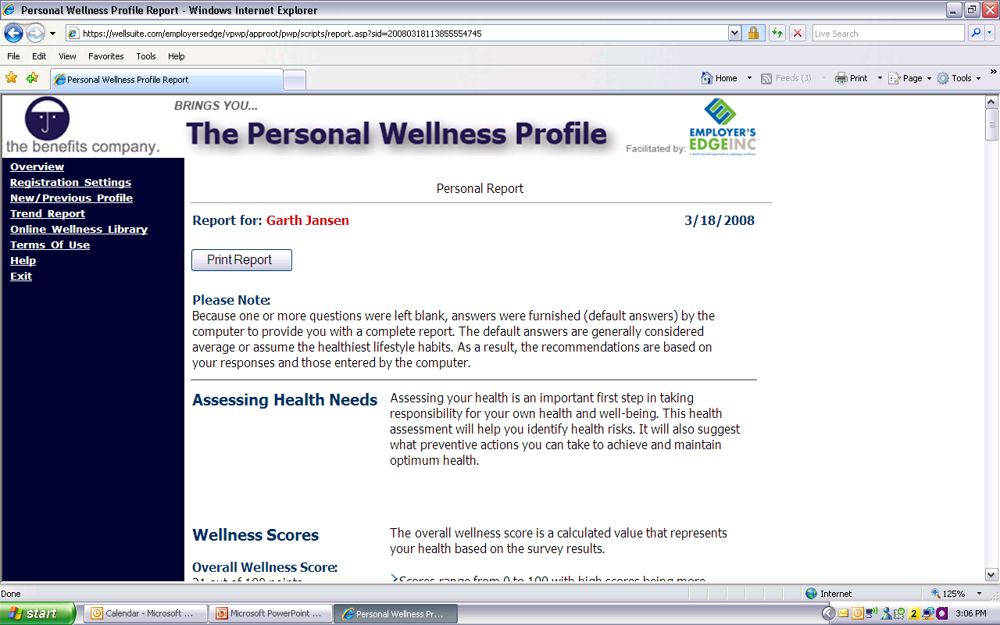 Personal Wellness Profile Report - Windows Internet Explorer
https://wellsuite.com/employersedge/vpwp/approot/pwp/scripts/report.asp?sid=20080318113855554745
Live Search
File Edit View Favorites Tools Help
Personal Wellness Profile Report
Home Feeds (J) Print Page Tools
the benefits company.
BRINGS YOU...
The Personal Wellness Profile
Facilitated by:
EMPLOYER'S
EDGEINC
Overview
Registration Settings
New/Previous Profile
Trend Report
Online Wellness Library
Terms Of Use
Help
Exit
Personal Report
Report for: Garth Jansen 3/18/2008
Print Report
Please Note:
Because one or more questions were left blank, answers were furnished (default answers) by the
computer to provide you with a complete report. The default answers are generally considered
average or assume the healthiest lifestyle habits. As a result, the recommendations are based on
your responses and those entered by the computer.
Assessing Health Needs
Assessing your health is an important first step in taking
responsibility for your own health and well-being. This health
assessment will help you identify health risks. It will also suggest
what preventive actions you can take to achieve and maintain
optimum health.
Wellness Scores
The overall wellness score is a calculated value that represents
your health based on the survey results.
Overall Wellness Score:
out of 100 points
Scores range from 0 to 100 with high scores being more
Done Internet 125%
start Calendar - Microsoft ... Microsoft PowerPoint ... Personal Wellness Pr... 2 3:06 PM